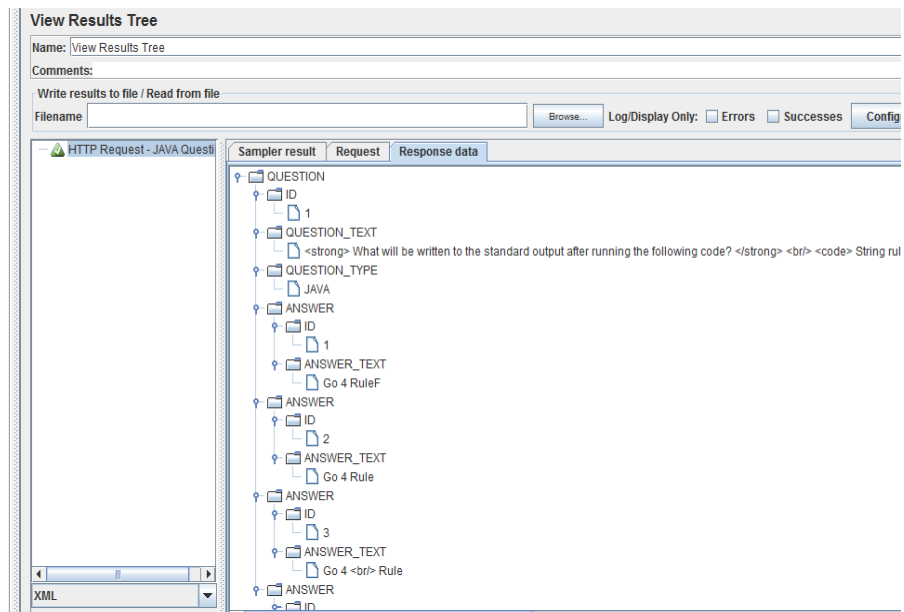 View Results Tree
Name: View Results Tree
Comments:
Write results to file / Read from file
Filename Browse... Log/Display Only: Errors Successes Config
HTTP Request - JAVA Questi
Sampler result Request Response data
QUESTION
ID
1
QUESTION_TEXT
<strong> What will be written to the standard output after running the following code? </strong> <br/> <code> String rul
QUESTION_TYPE
JAVA
ANSWER
ID
1
ANSWER_TEXT
Go 4 RuleF
ANSWER
ID
2
ANSWER_TEXT
Go 4 Rule
ANSWER
ID
3
ANSWER_TEXT
Go 4 <br/> Rule
ANSWER
ID
XML